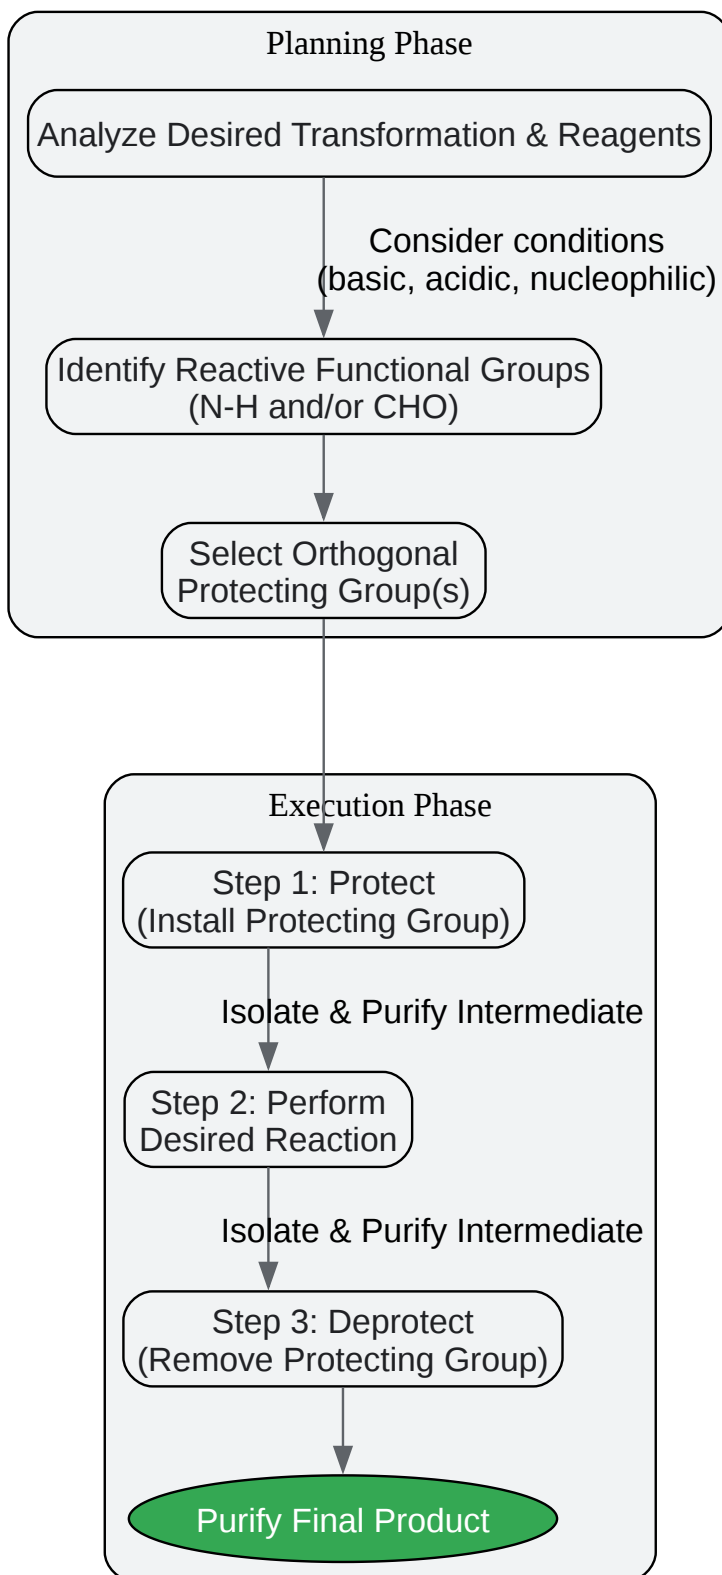 Planning Phase
Analyze Desired Transformation & Reagents
Consider conditions
(basic, acidic, nucleophilic)
Identify Reactive Functional Groups
(N-H and/or CHO)
Select Orthogonal
Protecting Group(s)
Execution Phase
Step 1: Protect
(Install Protecting Group)
Isolate & Purify Intermediate
Step 2: Perform
Desired Reaction
Isolate & Purify Intermediate
Step 3: Deprotect
(Remove Protecting Group)
Purify Final Product